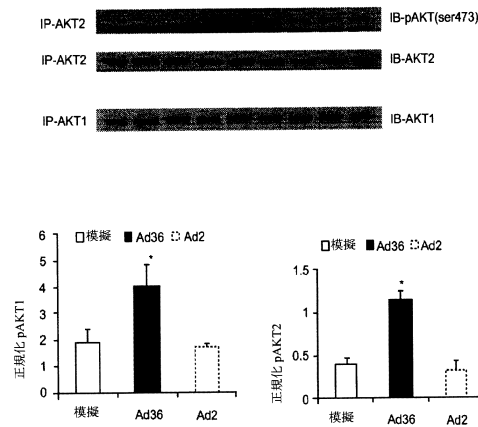 IP-AKT2 IB-pAKT(ser473)
IP-AKT2 IB-AKT2
IP-AKT1 IB-AKT1
模擬 Ad36 Ad2
6
5
4
3
2
1
0
正規化 pAKT1
*
模擬 Ad36 Ad2
模擬 Ad36 Ad2
1.5
1
0.5
0
正規化 pAKT2
*
模擬 Ad36 Ad2